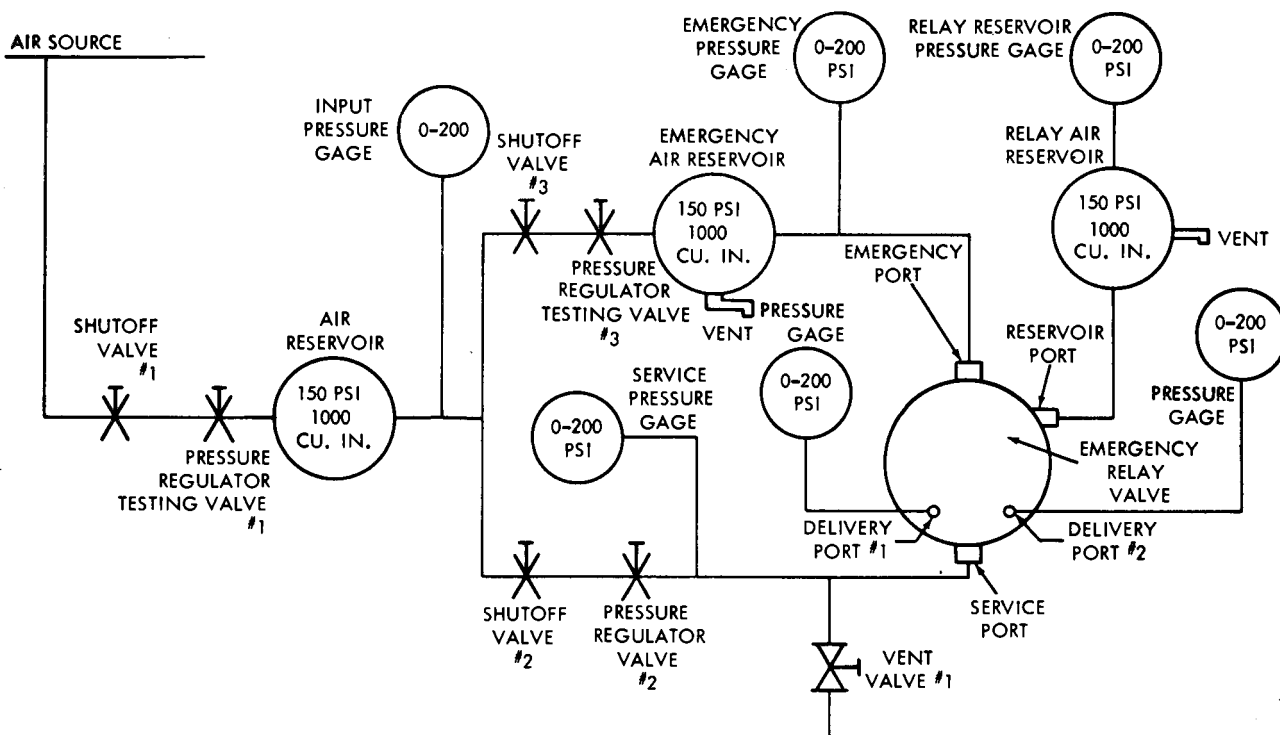 AIR SOURCE
INPUT
PRESSURE
GAGE
0-200
SHUTOFF
VALVE
#3
EMERGENCY
PRESSURE
GAGE
0-200
PSI
RELAY RESERVOIR
PRESSURE GAGE
0-200
PSI
EMERGENCY
AIR RESERVOIR
150 PSI
1000
CU. IN.
RELAY AIR
RESERVOIR
150 PSI
1000
CU. IN.
VENT
PRESSURE
REGULATOR
TESTING VALVE
#3
VENT
EMERGENCY
PORT
PRESSURE
GAGE
0-200
PSI
RESERVOIR
PORT
0-200
PSI
PRESSURE
GAGE
SHUTOFF
VALVE
#1
AIR
RESERVOIR
150 PSI
1000
CU. IN.
PRESSURE
REGULATOR
TESTING VALVE
#1
SERVICE
PRESSURE
GAGE
0-200
PSI
EMERGENCY
RELAY
VALVE
DELIVERY
PORT #1
DELIVERY
PORT #2
SHUTOFF
VALVE
#2
PRESSURE
REGULATOR
VALVE
#2
SERVICE
PORT
VENT
VALVE #1